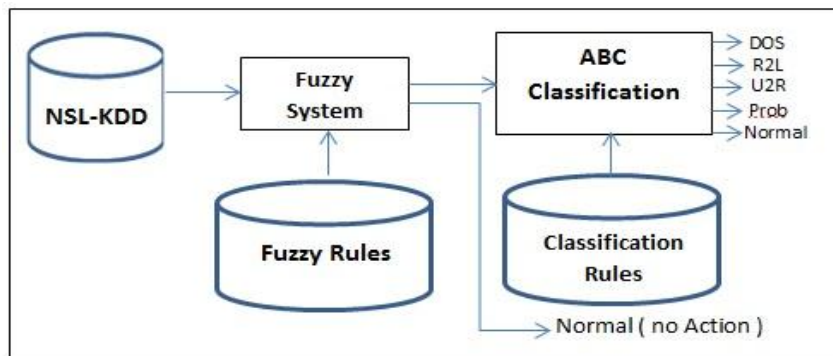 NSL-KDD
Fuzzy
System
Fuzzy Rules
ABC
Classification
DOS
R2L
U2R
Prob
Normal
Classification
Rules
Normal ( no Action )